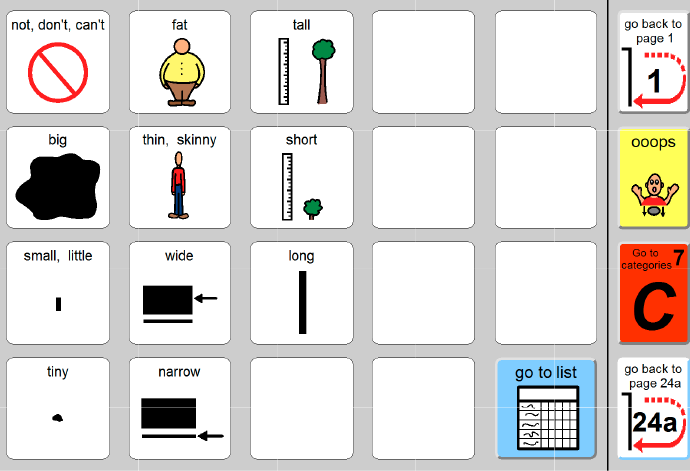 not, don't, can't
fat
tall
go back to
page 1
1
big
thin, skinny
short
ooops
small, little
wide
long
Go to
categories 7
C
tiny
narrow
go to list
go back to
page 24a
24a